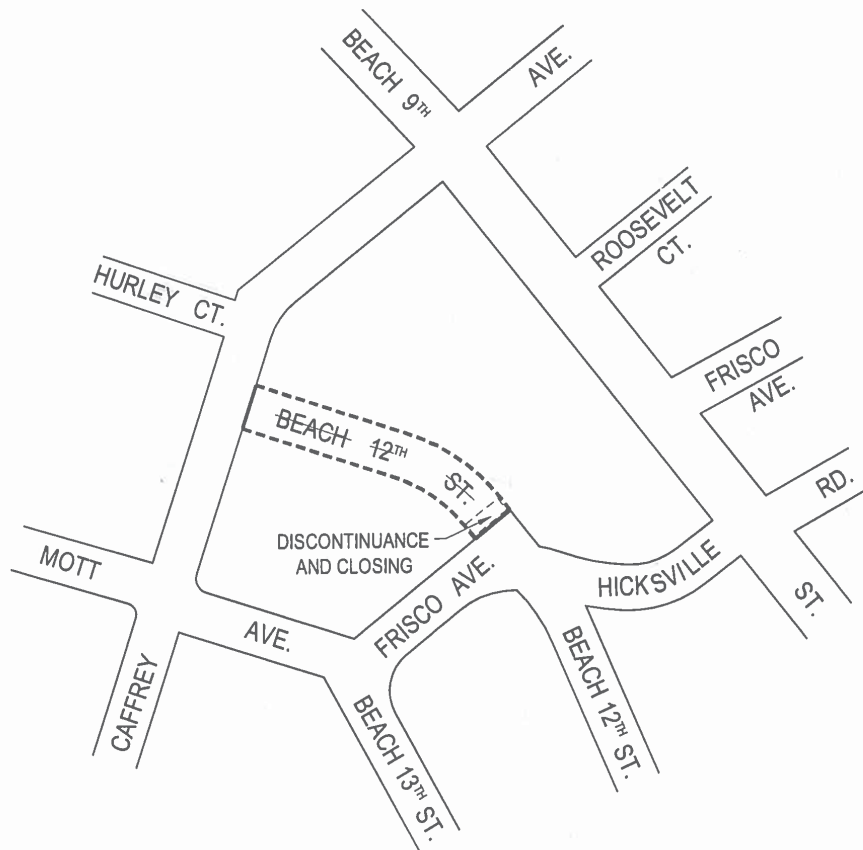 BEACH 9TH
AVE.
ROOSEVELT
CT.
HURLEY CT.
FRISCO
AVE.
BEACH 12TH
ST.
RD.
DISCONTINUANCE
AND CLOSING
MOTT
AVE.
FRISCO AVE.
HICKSVILLE
ST.
CAFFREY
BEACH 12TH ST.
BEACH 13TH ST.